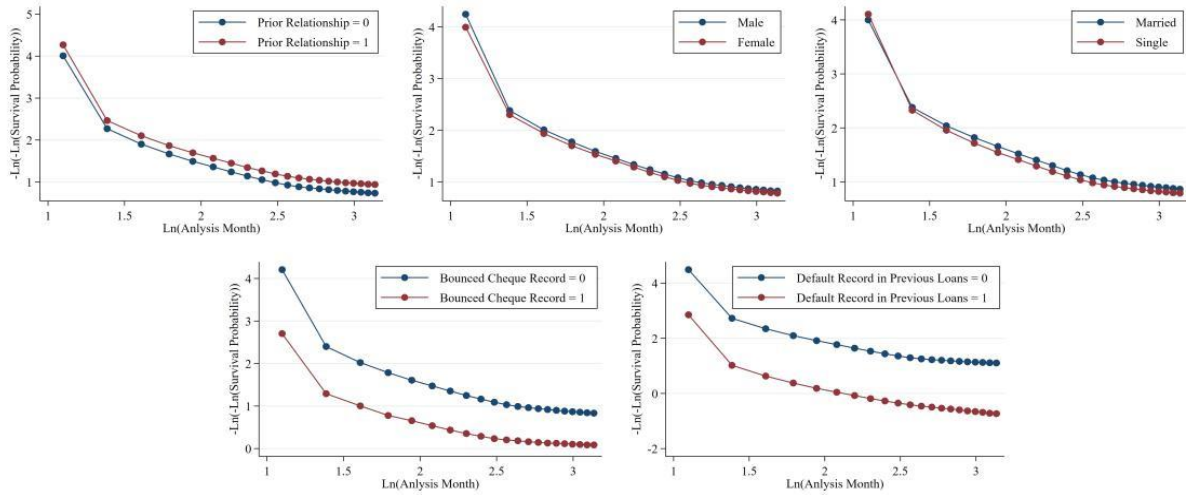 Prior Relationship = 0
Prior Relationship = 1
-Ln(-Ln(Survival Probability))
5
4
3
2
1
1
1.5
2
2.5
3
Ln(Anlysis Month)
Male
Female
-Ln(-Ln(Survival Probability))
4
3
2
1
1
1.5
2
2.5
3
Ln(Anlysis Month)
Married
Single
-Ln(-Ln(Survival Probability))
4
3
2
1
1
1.5
2
2.5
3
Ln(Anlysis Month)
Bounced Cheque Record = 0
Bounced Cheque Record = 1
-Ln(-Ln(Survival Probability))
4
3
2
1
0
1
1.5
2
2.5
3
Ln(Anlysis Month)
Default Record in Previous Loans = 0
Default Record in Previous Loans = 1
-Ln(-Ln(Survival Probability))
4
2
0
-2
1
1.5
2
2.5
3
Ln(Anlysis Month)